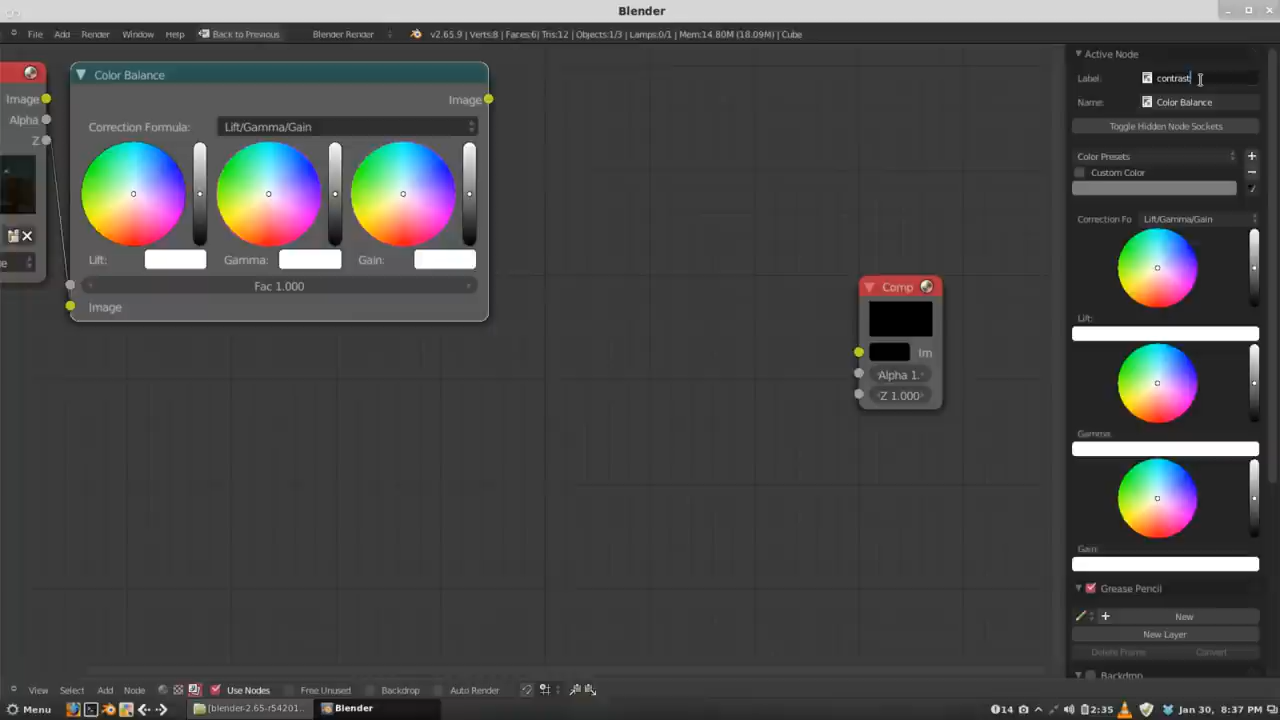 Blender
File Add Render Window Help Back to Previous Blender Render v2.65.9 | Verts:8 | Faces:6| Tris:12 | Objects:1/3 | Lamps:0/1 | Mem:14.80M (18.09M) | Cube
Image
Alpha
Z
Color Balance
Image
Correction Formula: Lift/Gamma/Gain
Lift: Gamma: Gain:
Fac 1.000
Image
Comp
Im
Alpha 1.
Z 1.000
Active Node
Label: contrast
Name: Color Balance
Toggle Hidden Node Sockets
Color Presets
Custom Color
Correction Fo Lift/Gamma/Gain
Lift:
Gamma:
Gain:
Grease Pencil
New
New Layer
Delete Frame Convert
Backdrop
View Select Add Node Use Nodes Free Unused Backdrop Auto Render
Menu [blender-2.65-r54201... Blender 14 2:35 Jan 30, 8:37 PM